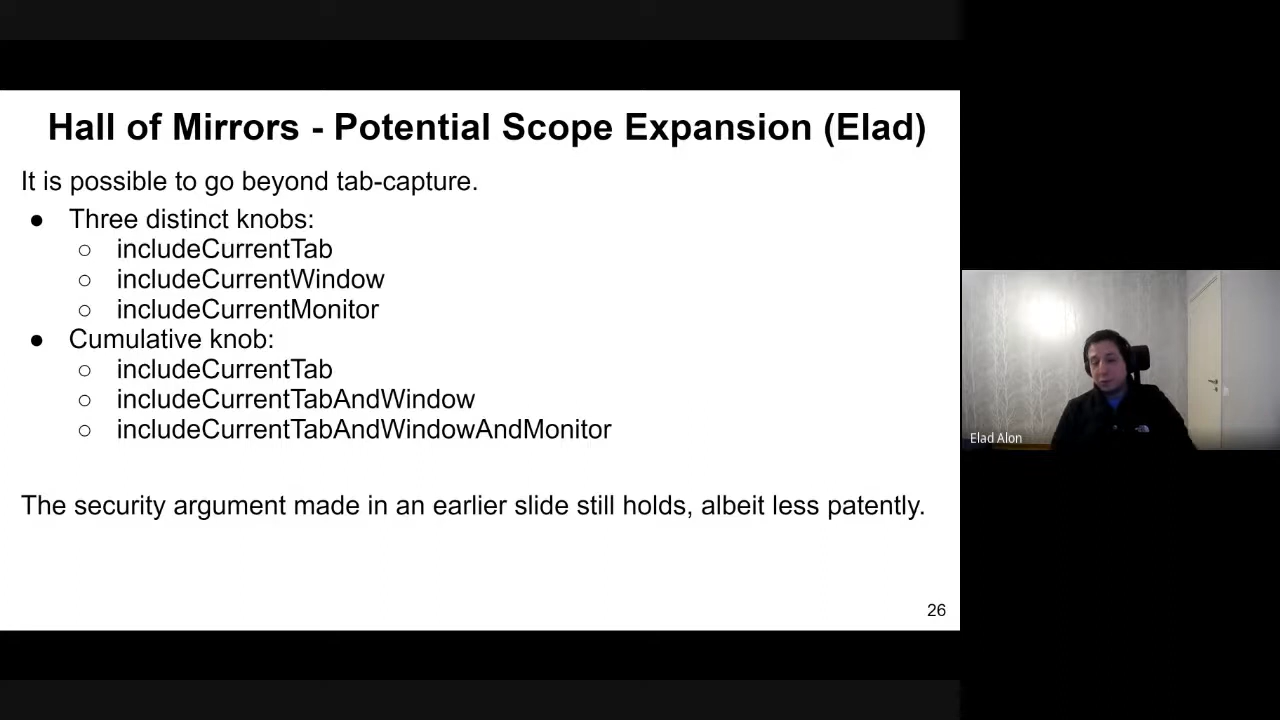 Hall of Mirrors - Potential Scope Expansion (Elad)
It is possible to go beyond tab-capture.
● Three distinct knobs:
○ includeCurrentTab
○ includeCurrentWindow
○ includeCurrentMonitor
● Cumulative knob:
○ includeCurrentTab
○ includeCurrentTabAndWindow
○ includeCurrentTabAndWindowAndMonitor
The security argument made in an earlier slide still holds, albeit less patently.
26
Elad Alon